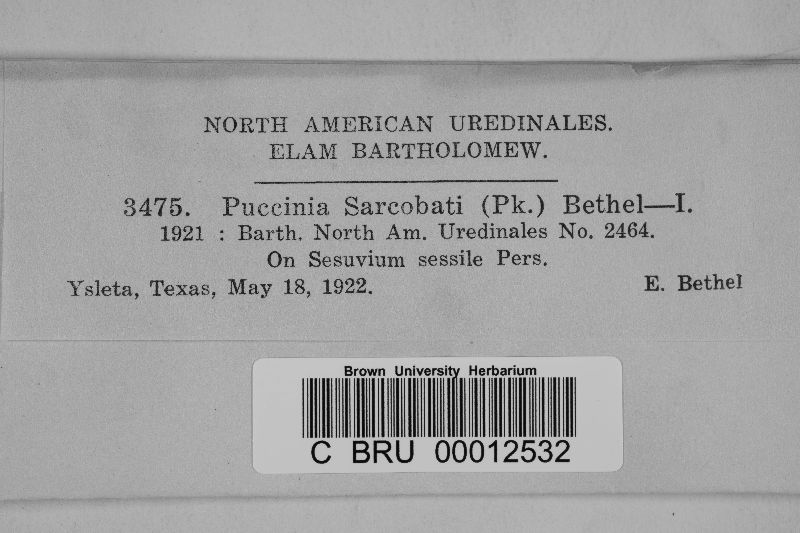 NORTH AMERICAN UREDINALES.
ELAM BARTHOLOMEW.
3475. Puccinia Sarcobati (Pk.) Bethel—I.
1921 : Barth. North Am. Uredinales No. 2464.
On Sesuvium sessile Pers.
Ysleta, Texas, May 18, 1922. E. Bethel
Brown University Herbarium
C BRU 00012532